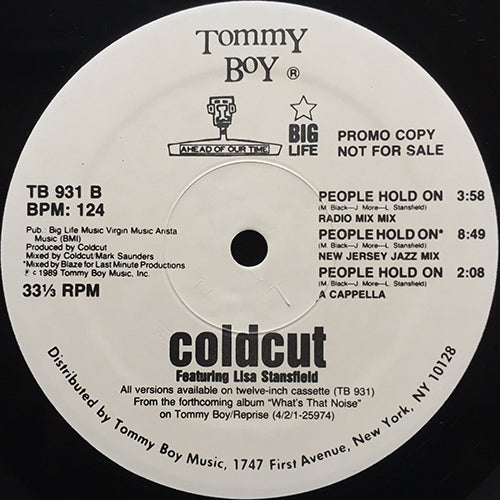 Tommy
Boy ®
AHEAD OF OUR TIME
BIG
LIFE
PROMO COPY
NOT FOR SALE
TB 931 B
BPM: 124
Pub.: Big Life Music Virgin Music Arista
Music (BMI)
Produced by Coldcut
Mixed by Coldcut/Mark Saunders
*Mixed by Blaze for Last Minute Productions
℗ © 1989 Tommy Boy Music, Inc.
33⅓ RPM
PEOPLE HOLD ON 3:58
(M. Black—J. More—L. Stansfield)
RADIO MIX MIX
PEOPLE HOLD ON* 8:49
(M. Black—J. More—L. Stansfield)
NEW JERSEY JAZZ MIX
PEOPLE HOLD ON 2:08
(M. Black—J. More—L. Stansfield)
A CAPPELLA
coldcut
Featuring Lisa Stansfield
All versions available on twelve-inch cassette (TB 931)
From the forthcoming album "What's That Noise"
on Tommy Boy/Reprise (4/2/1-25974)
Distributed by Tommy Boy Music, 1747 First Avenue, New York, NY 10128